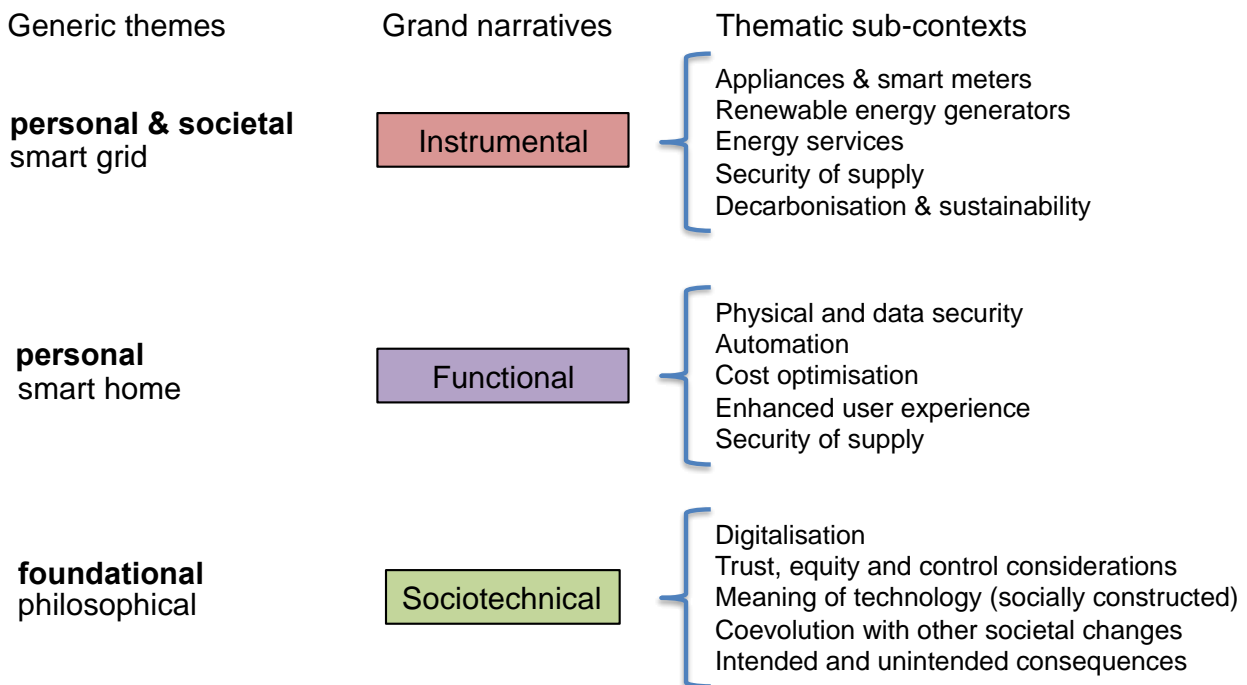 Generic themes
Grand narratives
Thematic sub-contexts
personal & societal
smart grid
Instrumental
Appliances & smart meters
Renewable energy generators
Energy services
Security of supply
Decarbonisation & sustainability
personal
smart home
Functional
Physical and data security
Automation
Cost optimisation
Enhanced user experience
Security of supply
foundational
philosophical
Sociotechnical
Digitalisation
Trust, equity and control considerations
Meaning of technology (socially constructed)
Coevolution with other societal changes
Intended and unintended consequences